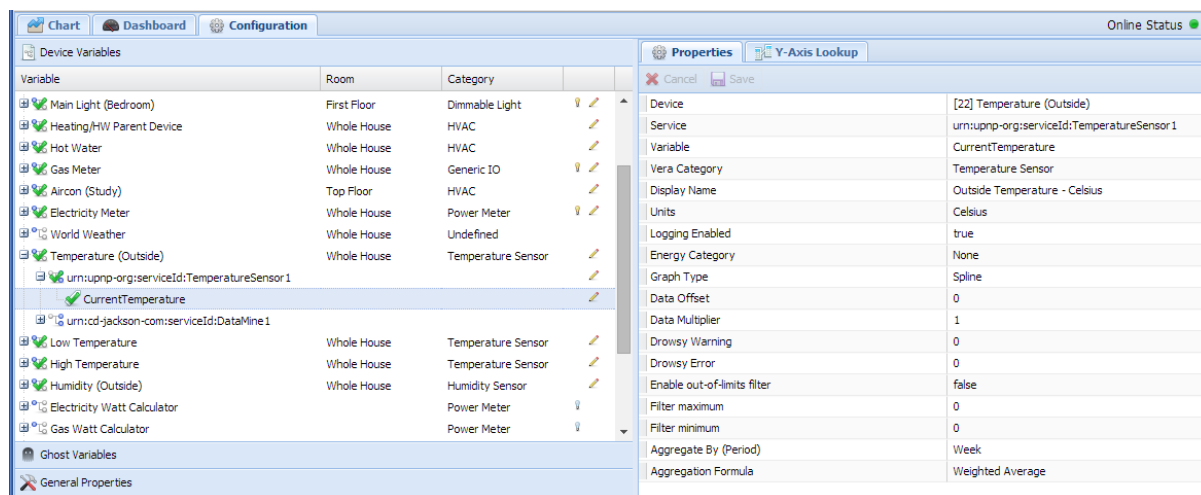 Chart Dashboard Configuration Online Status
Device Variables
Variable Room Category
Main Light (Bedroom) First Floor Dimmable Light
Heating/HW Parent Device Whole House HVAC
Hot Water Whole House HVAC
Gas Meter Whole House Generic IO
Aircon (Study) Top Floor HVAC
Electricity Meter Whole House Power Meter
World Weather Whole House Undefined
Temperature (Outside) Whole House Temperature Sensor
urn:upnp-org:serviceId:TemperatureSensor1
CurrentTemperature
urn:cd-jackson-com:serviceId:DataMine1
Low Temperature Whole House Temperature Sensor
High Temperature Whole House Temperature Sensor
Humidity (Outside) Whole House Humidity Sensor
Electricity Watt Calculator Power Meter
Gas Watt Calculator Power Meter
Ghost Variables
General Properties
Properties Y-Axis Lookup
Cancel Save
Device [22] Temperature (Outside)
Service urn:upnp-org:serviceId:TemperatureSensor1
Variable CurrentTemperature
Vera Category Temperature Sensor
Display Name Outside Temperature - Celsius
Units Celsius
Logging Enabled true
Energy Category None
Graph Type Spline
Data Offset 0
Data Multiplier 1
Drowsy Warning 0
Drowsy Error 0
Enable out-of-limits filter false
Filter maximum 0
Filter minimum 0
Aggregate By (Period) Week
Aggregation Formula Weighted Average